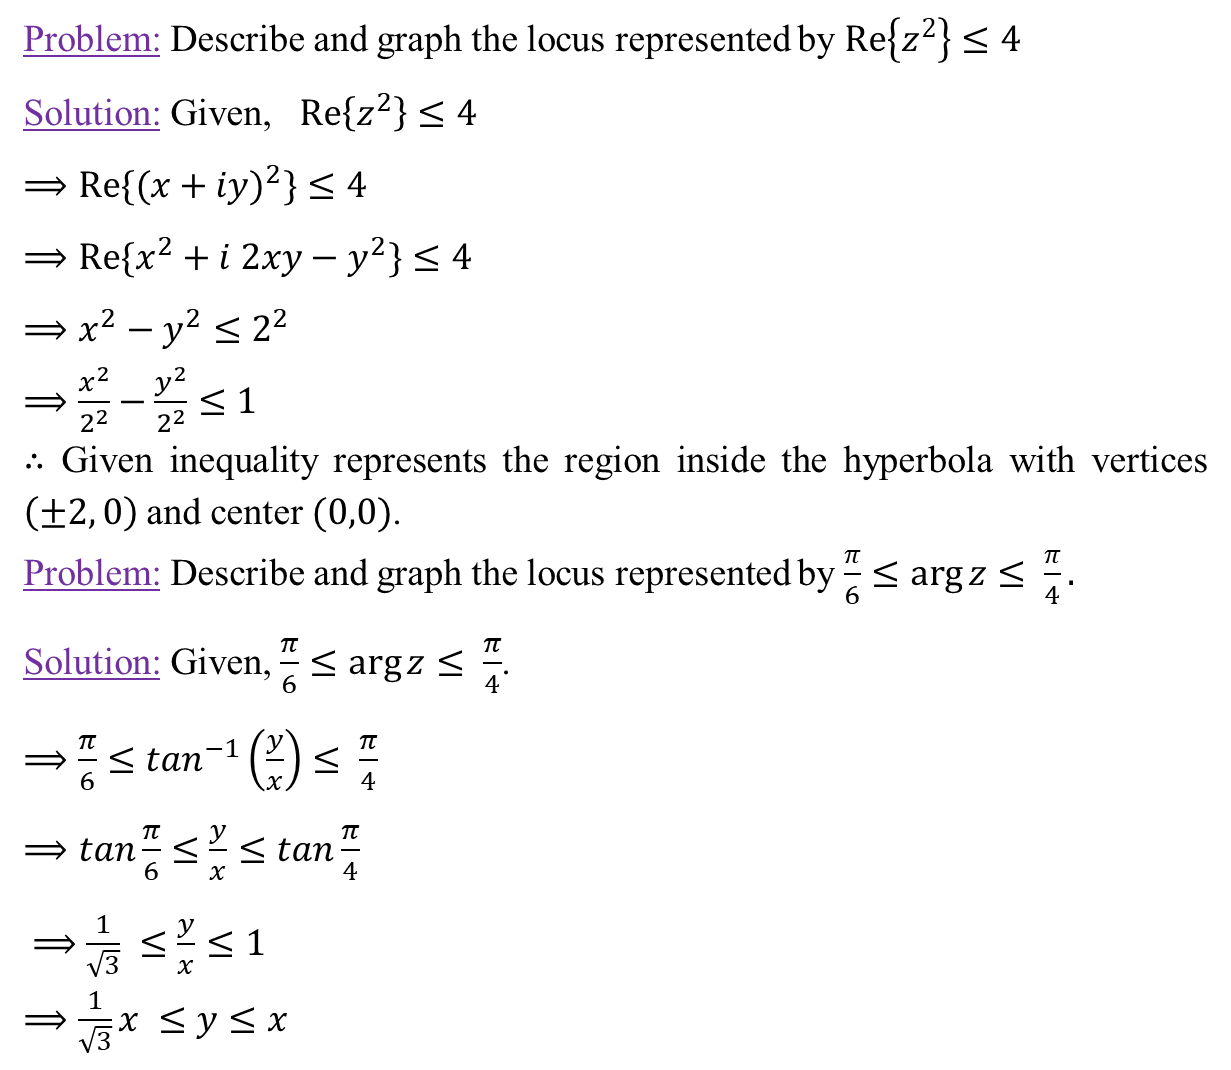 Problem: Describe and graph the locus represented by Re{z²} ≤ 4
Solution: Given, Re{z²} ≤ 4
⟹ Re{(x + iy)²} ≤ 4
⟹ Re{x² + i 2xy − y²} ≤ 4
⟹ x² − y² ≤ 2²
⟹ x²/2² − y²/2² ≤ 1
∴ Given inequality represents the region inside the hyperbola with vertices
(±2, 0) and center (0,0).
Problem: Describe and graph the locus represented by π/6 ≤ arg z ≤ π/4.
Solution: Given, π/6 ≤ arg z ≤ π/4.
⟹ π/6 ≤ tan⁻¹(y/x) ≤ π/4
⟹ tan π/6 ≤ y/x ≤ tan π/4
⟹ 1/√3 ≤ y/x ≤ 1
⟹ 1/√3 x ≤ y ≤ x